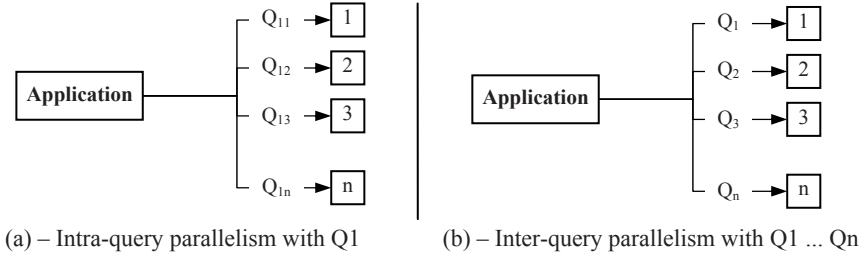 Application
Q₁₁ 1
Q₁₂ 2
Q₁₃ 3
Q₁ₙ n
(a) – Intra-query parallelism with Q1
Application
Q₁ 1
Q₂ 2
Q₃ 3
Qₙ n
(b) – Inter-query parallelism with Q1 ... Qn